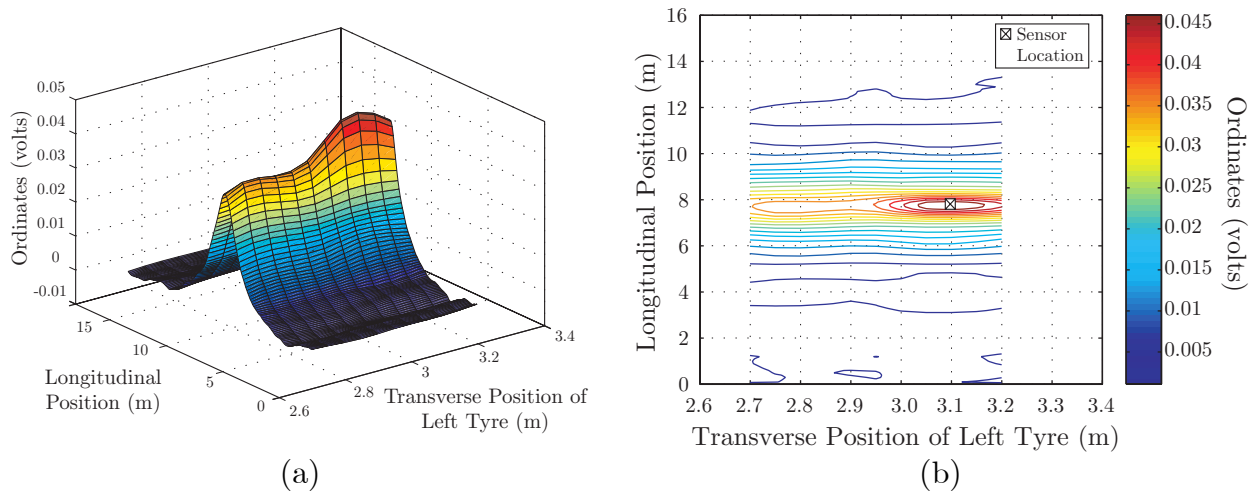 0.05
0.04
0.03
0.02
0.01
0
-0.01
Ordinates (volts)
15
10
5
0
Longitudinal
Position (m)
2.6
2.8
3
3.2
3.4
Transverse Position of
Left Tyre (m)
(a)
16
14
12
10
8
6
4
2
0
Longitudinal Position (m)
Sensor
Location
2.6 2.7 2.8 2.9 3.0 3.1 3.2 3.3 3.4
Transverse Position of Left Tyre (m)
(b)
0.045
0.04
0.035
0.03
0.025
0.02
0.015
0.01
0.005
Ordinates (volts)